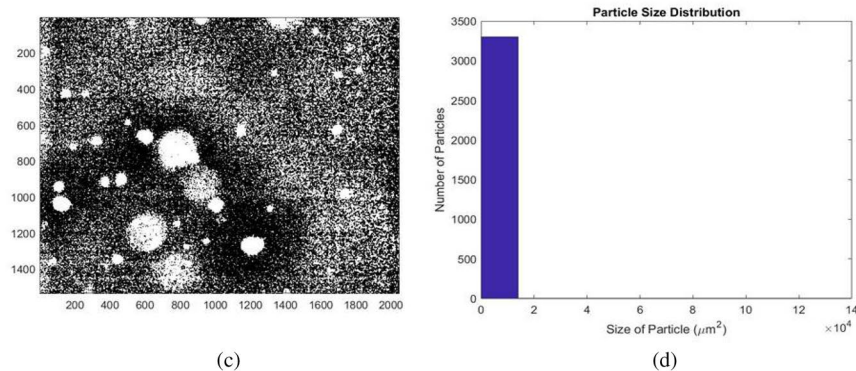 200
400
600
800
1000
1200
1400
200 400 600 800 1000 1200 1400 1600 1800 2000
(c)
Particle Size Distribution
Number of Particles
3500
3000
2500
2000
1500
1000
500
0
0 2 4 6 8 10 12 14
×10⁴
Size of Particle (μm²)
(d)